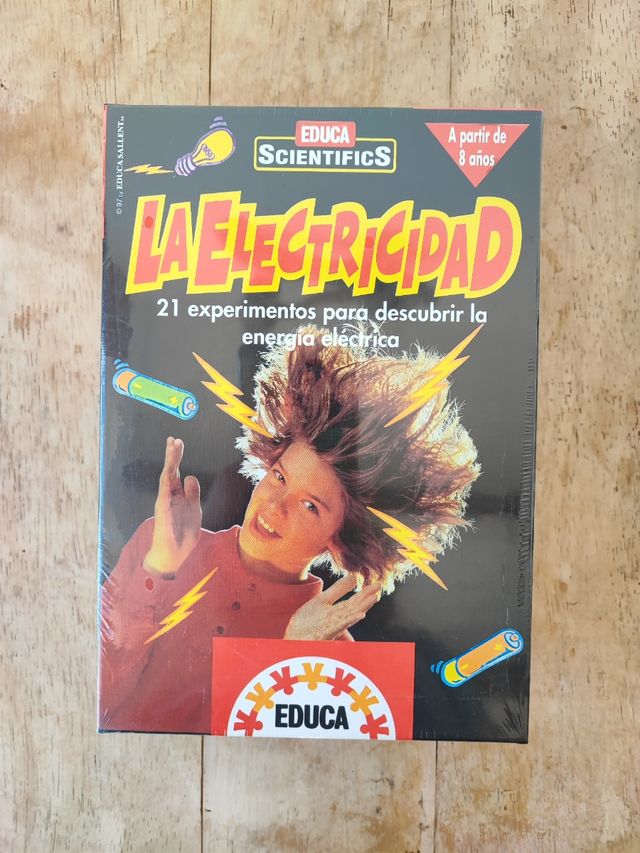 EDUCA
SCIENTIFICS
A partir de
8 años
© 97 by EDUCA SALLENT S.A.
LA ELECTRICIDAD
21 experimentos para descubrir la
energía eléctrica
EDUCA